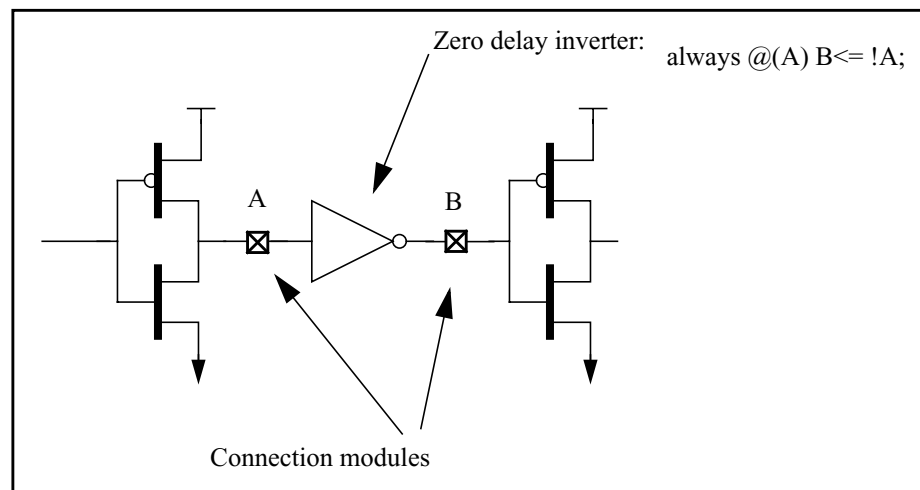 Zero delay inverter:
always @(A) B<= !A;
A
B
Connection modules